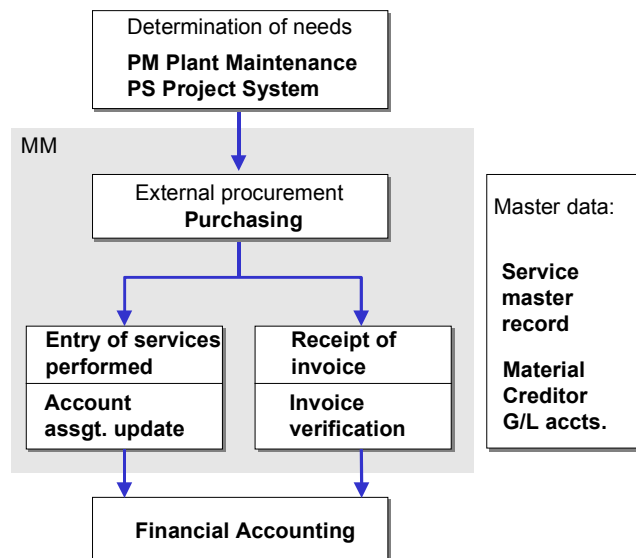 Determination of needs
PM Plant Maintenance
PS Project System
MM
External procurement
Purchasing
Entry of services
performed
Account
assgt. update
Receipt of
invoice
Invoice
verification
Financial Accounting
Master data:
Service
master
record
Material
Creditor
G/L accts.